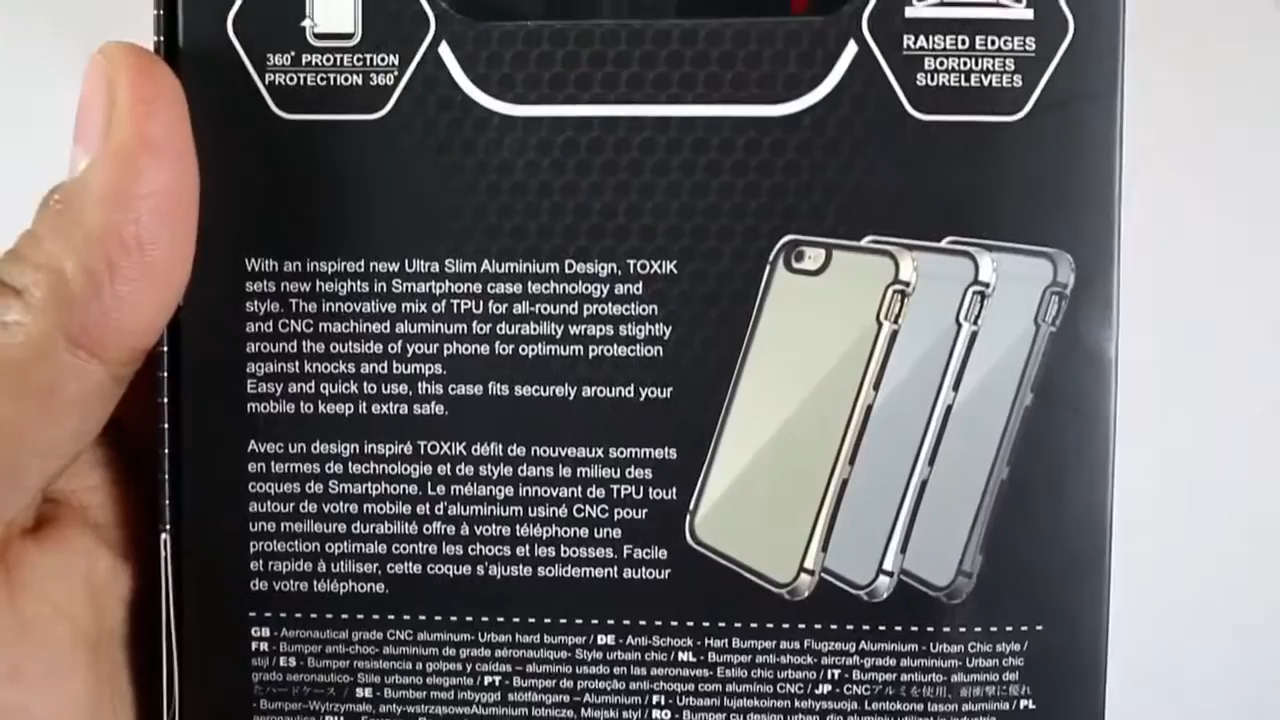 360° PROTECTION
PROTECTION 360°
RAISED EDGES
BORDURES
SURELEVEES
With an inspired new Ultra Slim Aluminium Design, TOXIK
sets new heights in Smartphone case technology and
style. The innovative mix of TPU for all-round protection
and CNC machined aluminum for durability wraps stightly
around the outside of your phone for optimum protection
against knocks and bumps.
Easy and quick to use, this case fits securely around your
mobile to keep it extra safe.
Avec un design inspiré TOXIK défit de nouveaux sommets
en termes de technologie et de style dans le milieu des
coques de Smartphone. Le mélange innovant de TPU tout
autour de votre mobile et d'aluminium usiné CNC pour
une meilleure durabilité offre à votre téléphone une
protection optimale contre les chocs et les bosses. Facile
et rapide à utiliser, cette coque s'ajuste solidement autour
de votre téléphone.
GB - Aeronautical grade CNC aluminum- Urban hard bumper / DE - Anti-Schock - Hart Bumper aus Flugzeug Aluminium - Urban Chic style /
FR - Bumper anti-choc- aluminium de grade aéronautique- Style urbain chic / NL - Bumper anti-shock- aircraft-grade aluminium- Urban chic
stijl / ES - Bumper resistencia a golpes y caídas – aluminio usado en las aeronaves- Estilo chic urbano / IT - Bumper antiurto- alluminio del
grado aeronautico- Stile urbano elegante / PT - Bumper de proteção anti-choque com alumínio CNC / JP - CNCアルミを使用、耐衝撃に優れ
たハードケース / SE - Bumber med inbyggd stötfångare – Aluminium / FI - Urbaani lujatekoinen kehyssuoja. Lentokone tason alumiinia / PL
- Bumper–Wytrzymałe, anty-wstrząsoweAluminium lotnicze, Miejski styl / RO - Bumper cu design urban, din aluminiu utilizat in industria